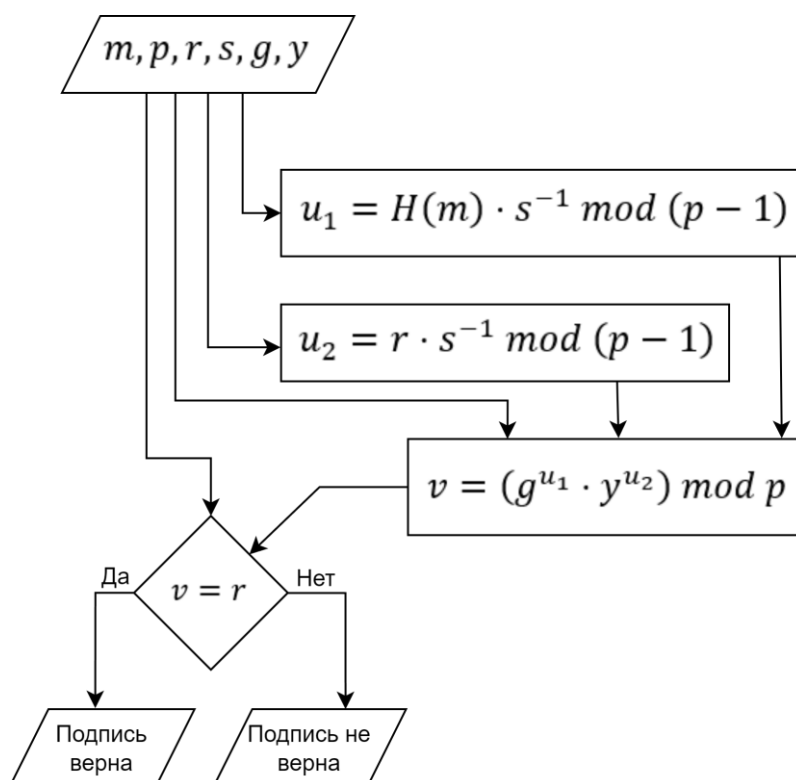 m, p, r, s, g, y
u₁ = H(m) · s⁻¹ mod (p − 1)
u₂ = r · s⁻¹ mod (p − 1)
v = (g^{u₁} · y^{u₂}) mod p
Да
v = r
Нет
Подпись
верна
Подпись не
верна